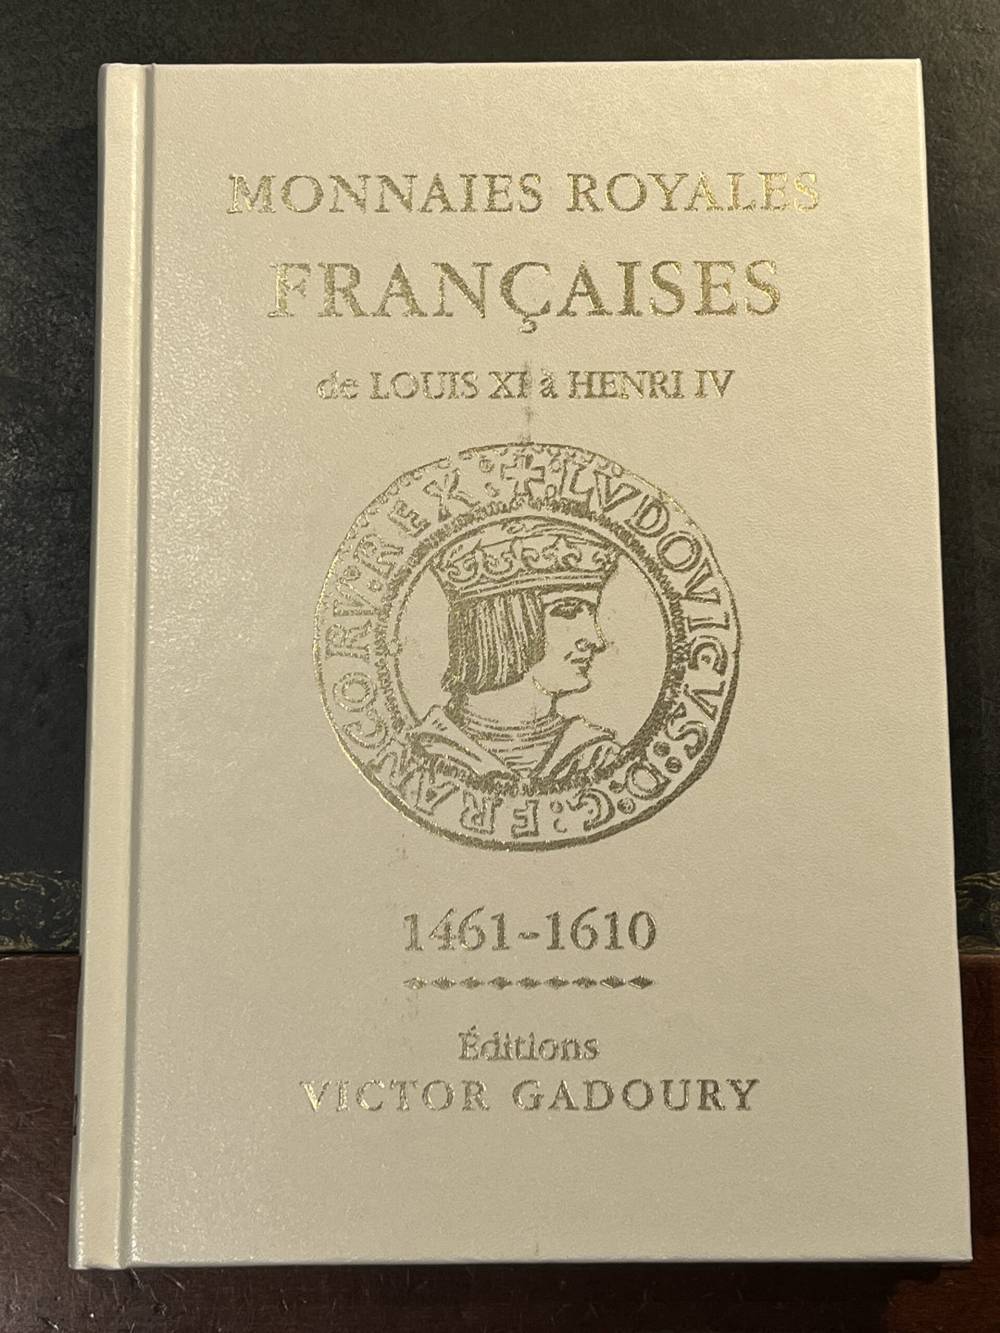 MONNAIES ROYALES
FRANÇAISES
de LOUIS XI à HENRI IV
LVDOVICVS:D:G:FRANCORV:REX:
1461-1610
Éditions
VICTOR GADOURY